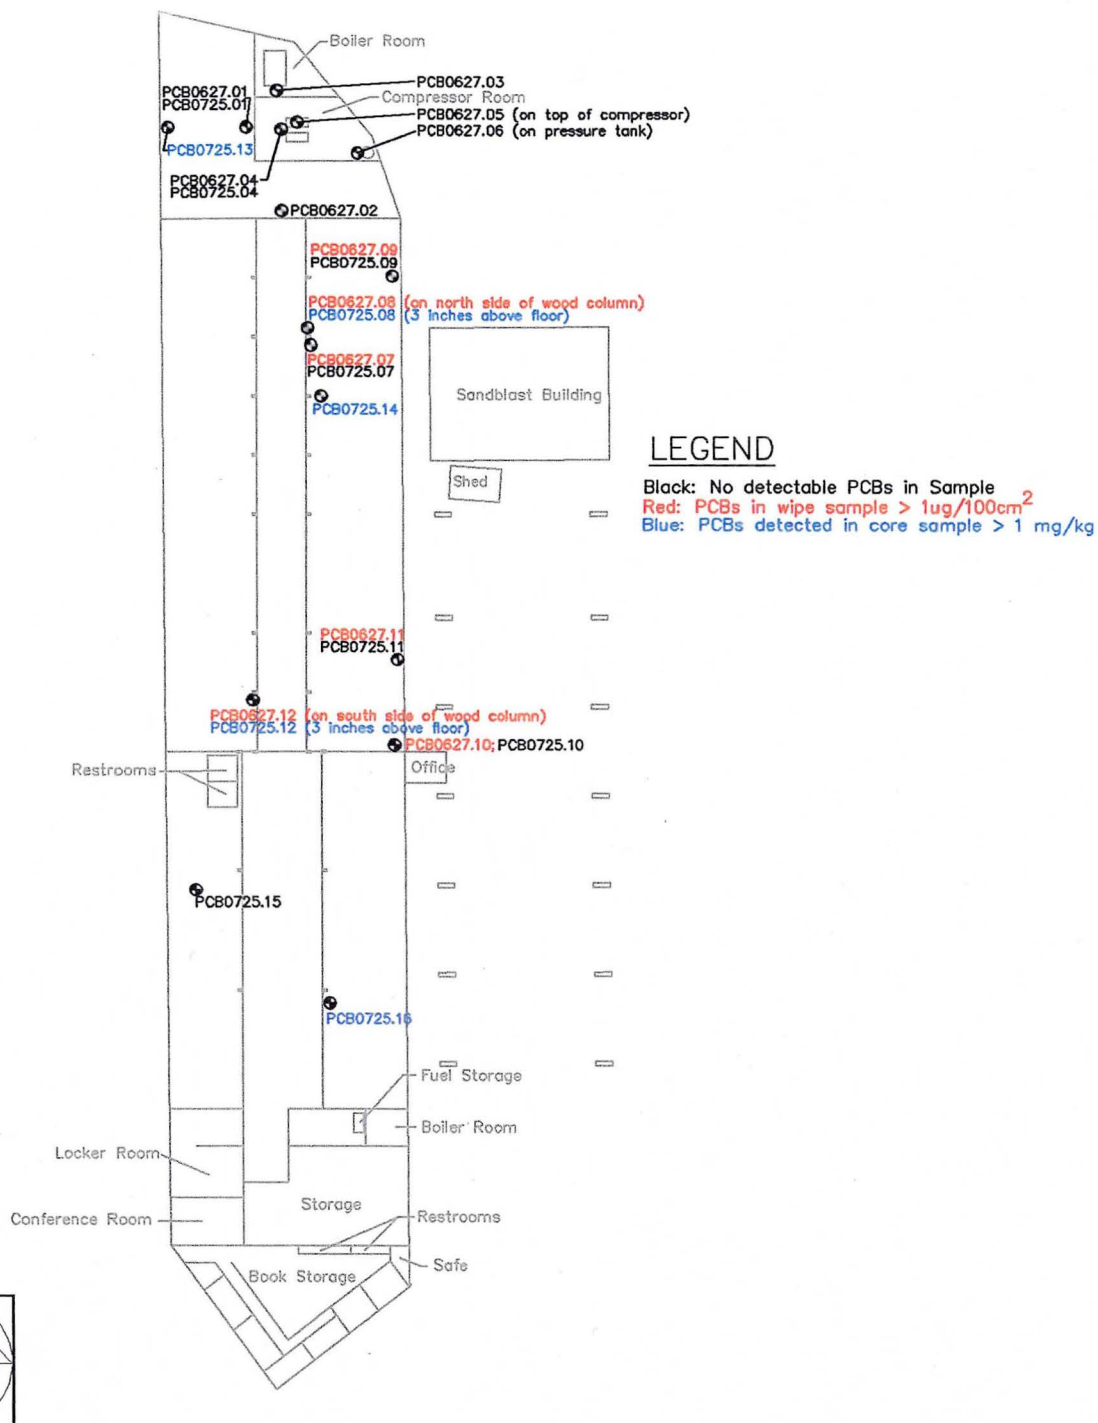 Boiler Room
PCB0627.03
PCB0627.01
PCB0725.01
Compressor Room
PCB0627.05 (on top of compressor)
PCB0627.06 (on pressure tank)
PCB0725.13
PCB0627.04
PCB0725.04
PCB0627.02
PCB0627.09
PCB0725.09
PCB0627.08 (on north side of wood column)
PCB0725.08 (3 inches above floor)
PCB0627.07
PCB0725.07
Sandblast Building
PCB0725.14
LEGEND
Shed
Black: No detectable PCBs in Sample
Red: PCBs in wipe sample > 1ug/100cm²
Blue: PCBs detected in core sample > 1 mg/kg
PCB0627.11
PCB0725.11
PCB0627.12 (on south side of wood column)
PCB0725.12 (3 inches above floor)
PCB0627.10; PCB0725.10
Restrooms
Office
PCB0725.15
PCB0725.16
Fuel Storage
Boiler Room
Locker Room
Storage
Conference Room
Restrooms
Safe
Book Storage